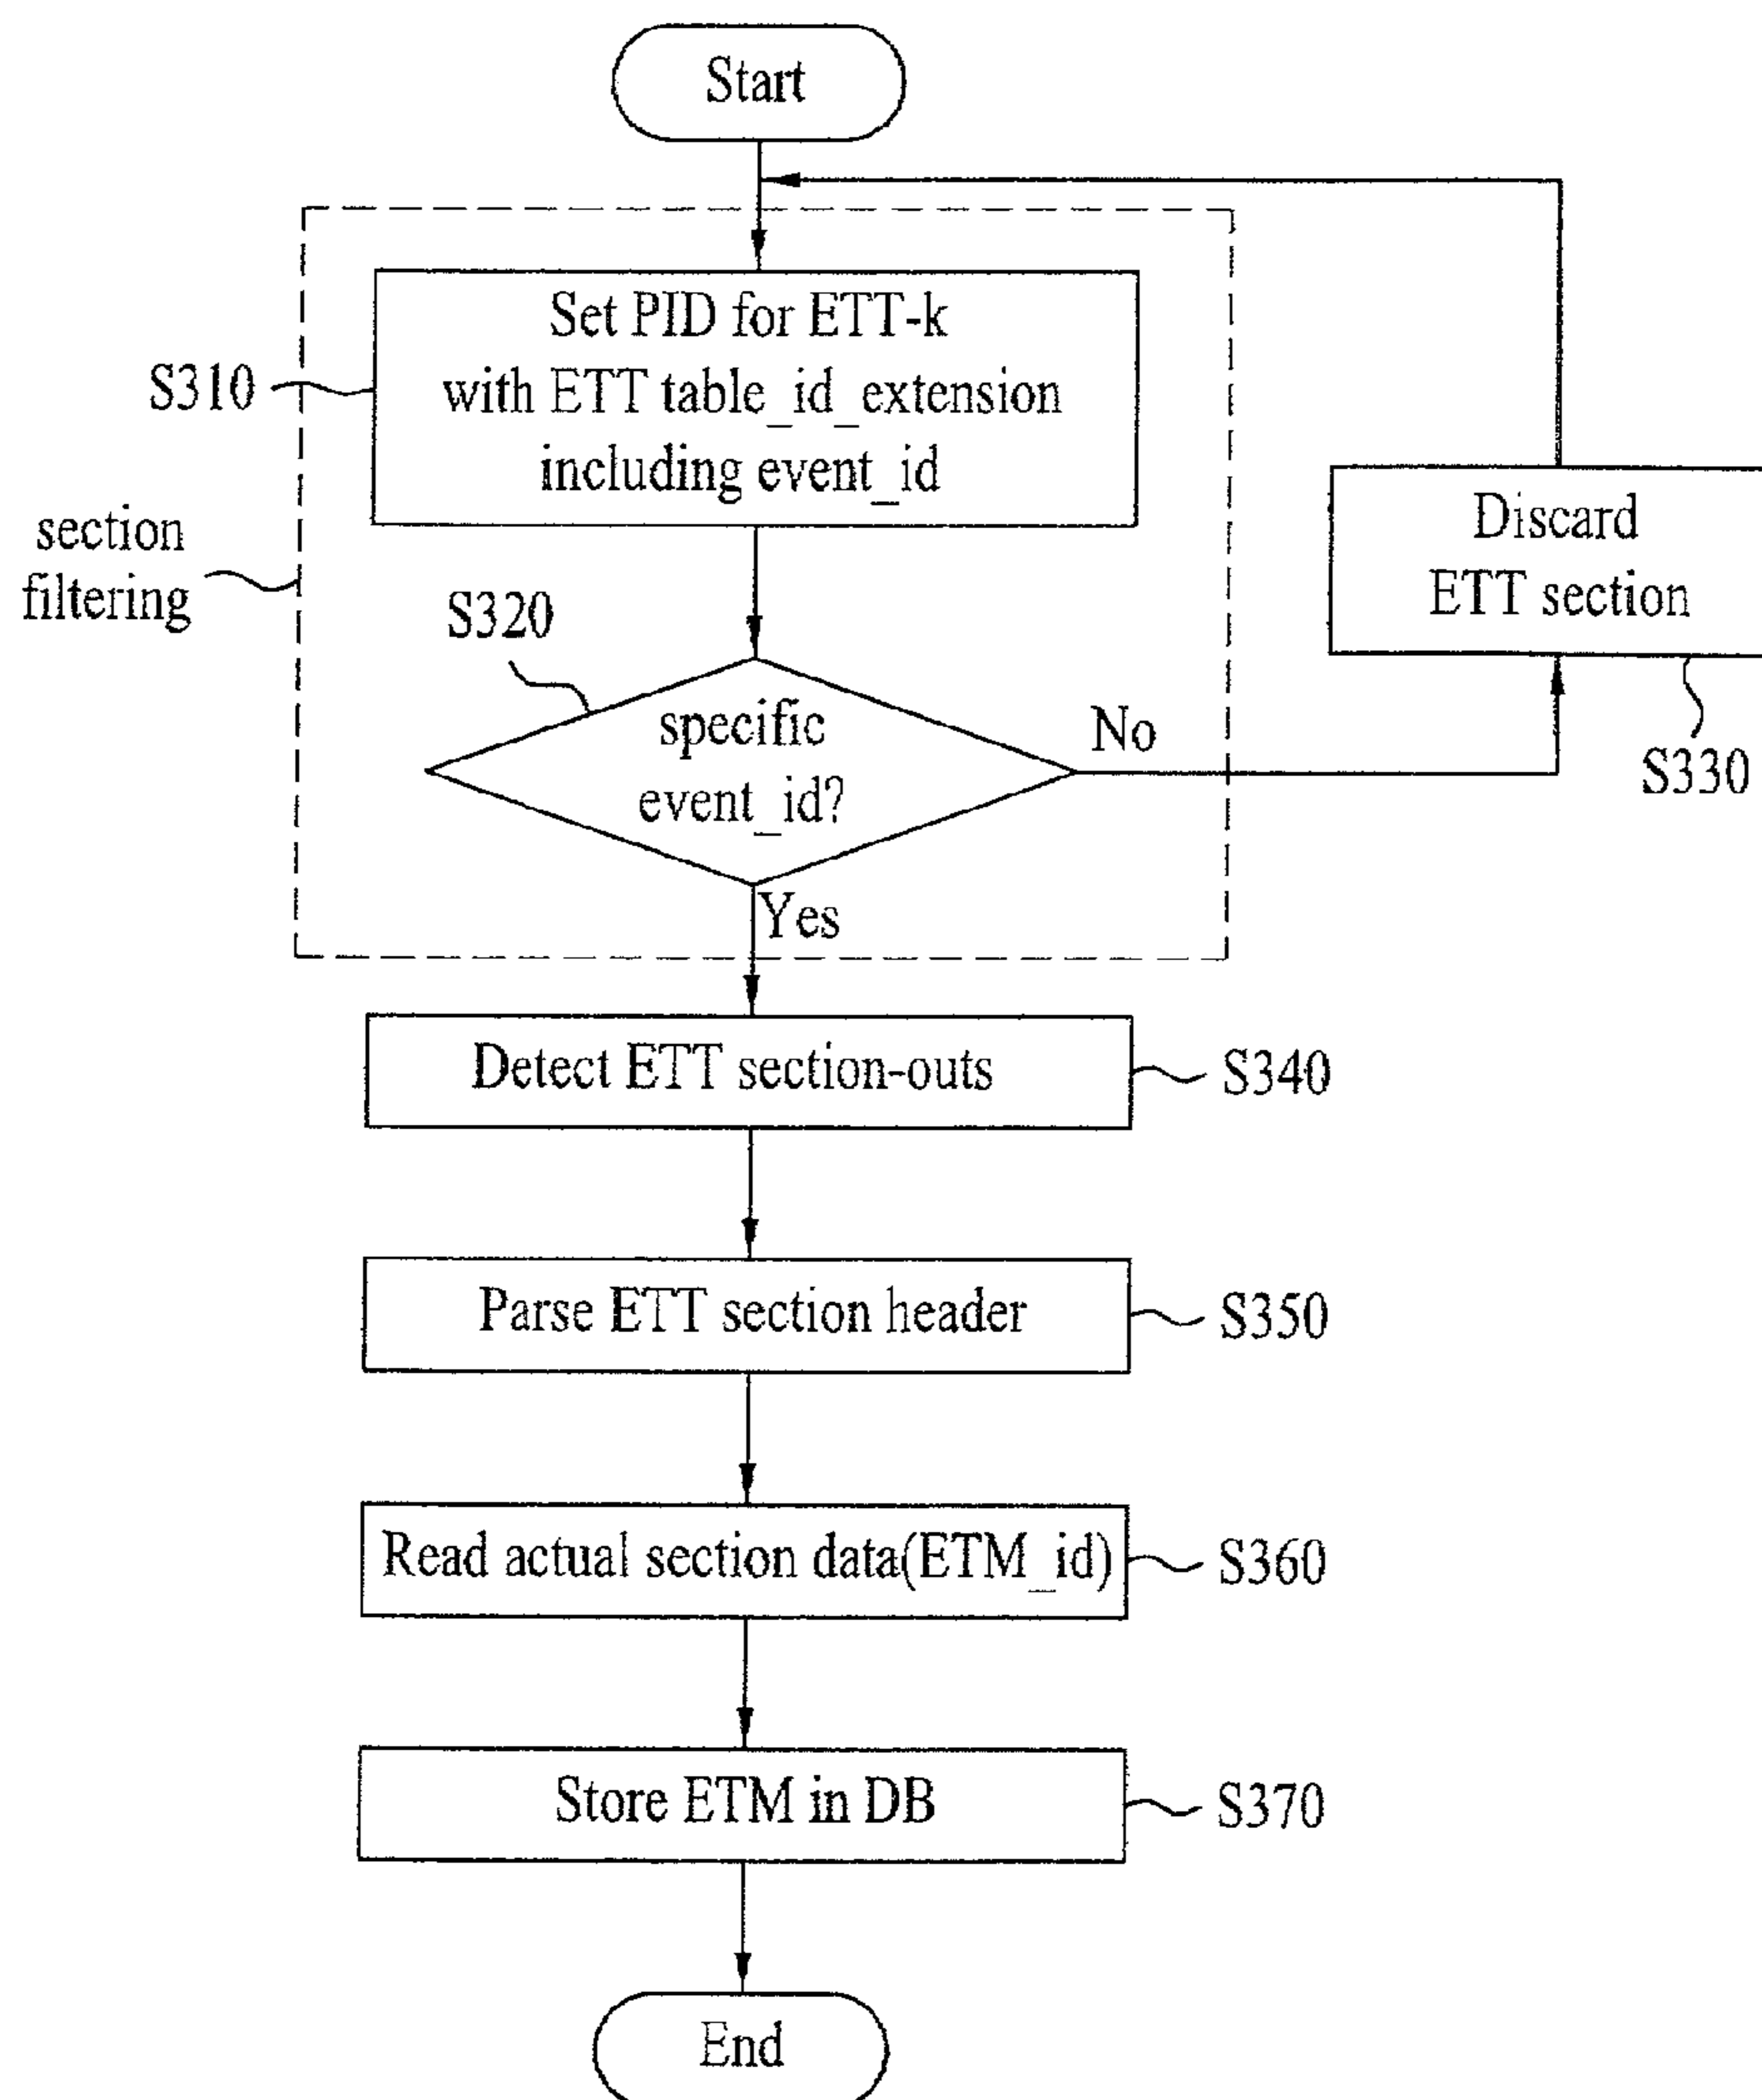 Start
Set PID for ETT-k
with ETT table_id_extension
including event_id
S310
section
filtering
Discard
ETT section
S330
S320
specific
event_id?
No
Yes
Detect ETT section-outs
S340
Parse ETT section header
S350
Read actual section data(ETM_id)
S360
Store ETM in DB
S370
End